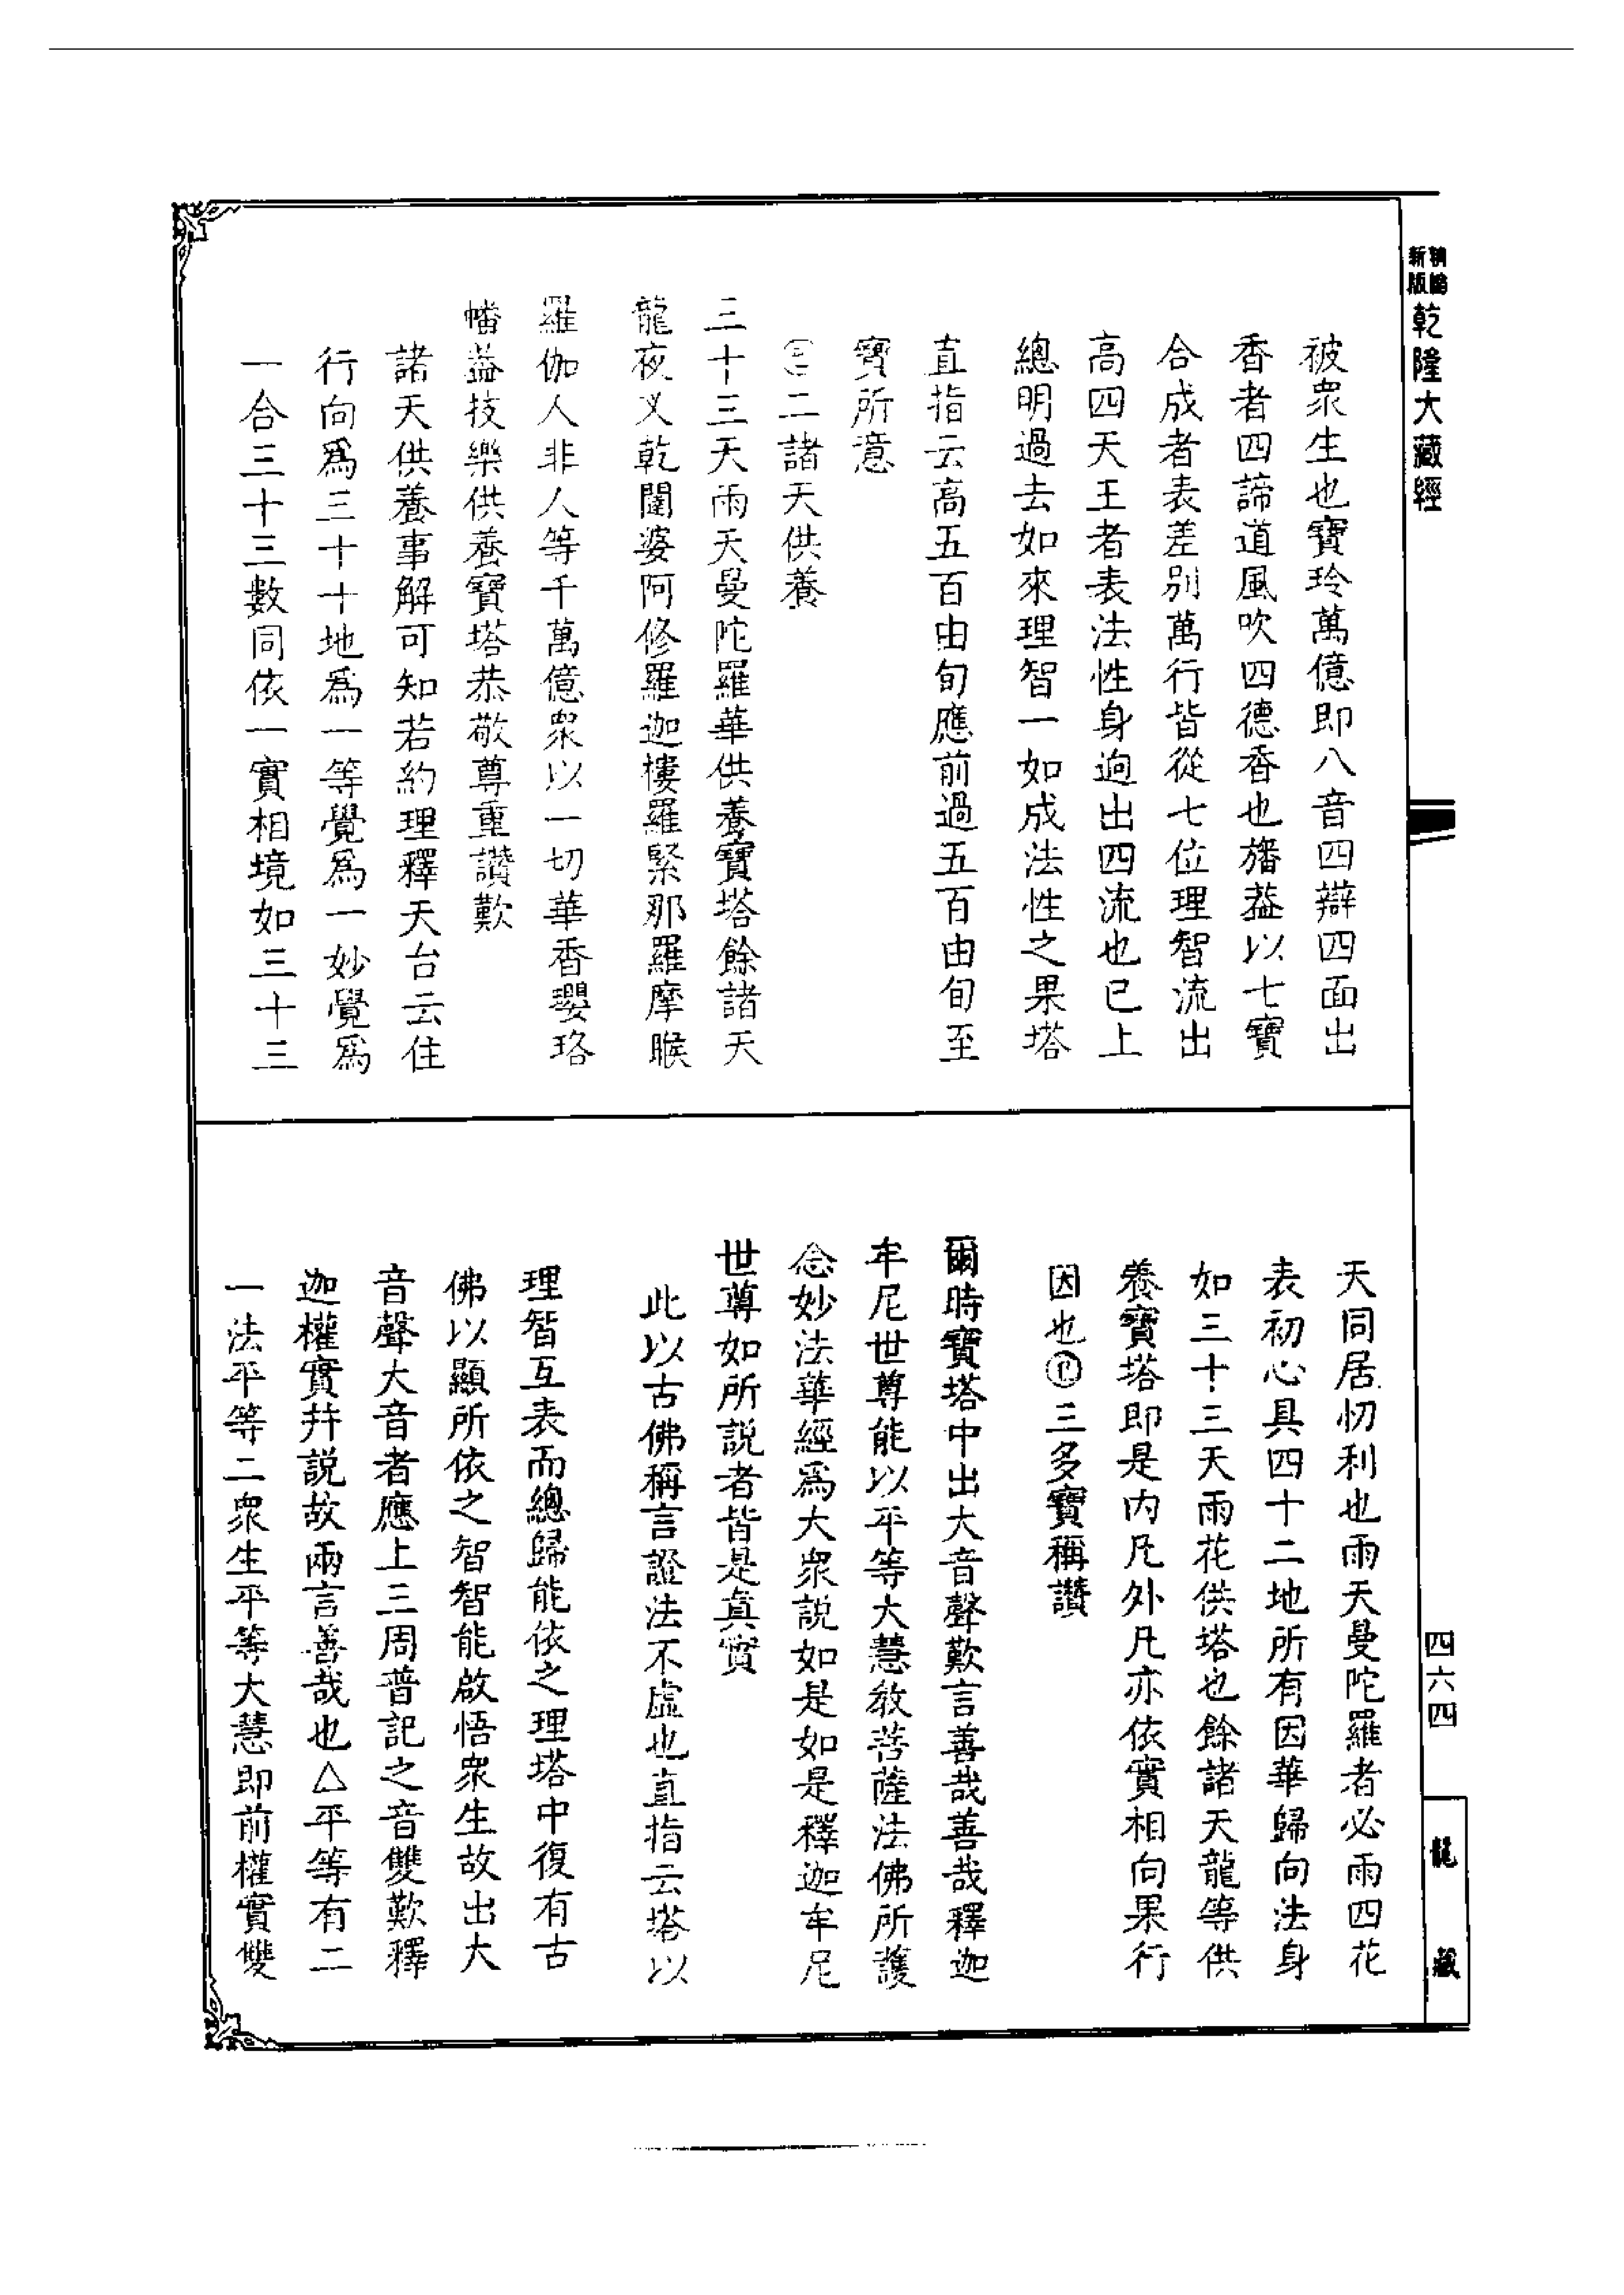 新版
乾隆大藏經
被衆生也寶玲萬億即八音四辯四面出
香者四諦道風吹四德香也旛葢以七寶
合成者表差别萬行皆從七位理智流出
高四天王者表法性身逈出四流也已上
總明過去如來理智一如成法性之果塔
直指云高五百由旬應前過五百由旬至
寶所意
二諸天供養
三十三天雨天曼陀羅華供養寶塔餘諸天
龍夜叉乾闥婆阿修羅迦樓羅緊那羅摩睺
羅伽人非人等千萬億衆以一切華香瓔珞
幡葢技樂供養寶塔恭敬尊重讚歎
諸天供養事解可知若約理釋天台云住
行向爲三十十地爲一等覺爲一妙覺爲
一合三十三數同依一實相境如三十三
天同居忉利也雨天曼陀羅者必雨四花
表初心具四十二地所有因華歸向法身
如三十三天雨花供塔也餘諸天龍等供
養寶塔即是内凡外凡亦依實相向果行
因也㊞三多寶稱讚
爾時寶塔中出大音聲歎言善哉善哉釋迦
牟尼世尊能以平等大慧教菩薩法佛所護
念妙法華經爲大衆説如是如是釋迦牟尼
世尊如所説者皆是真實
此以古佛稱言證法不虛也直指云塔以
理智互表而總歸能依之理塔中復有古
佛以顯所依之智智能啟悟衆生故出大
音聲大音者應上三周普記之音雙歎釋
迦權實并説故兩言善哉也△平等有二
一法平等二衆生平等大慧即前權實雙
四六四
龍藏